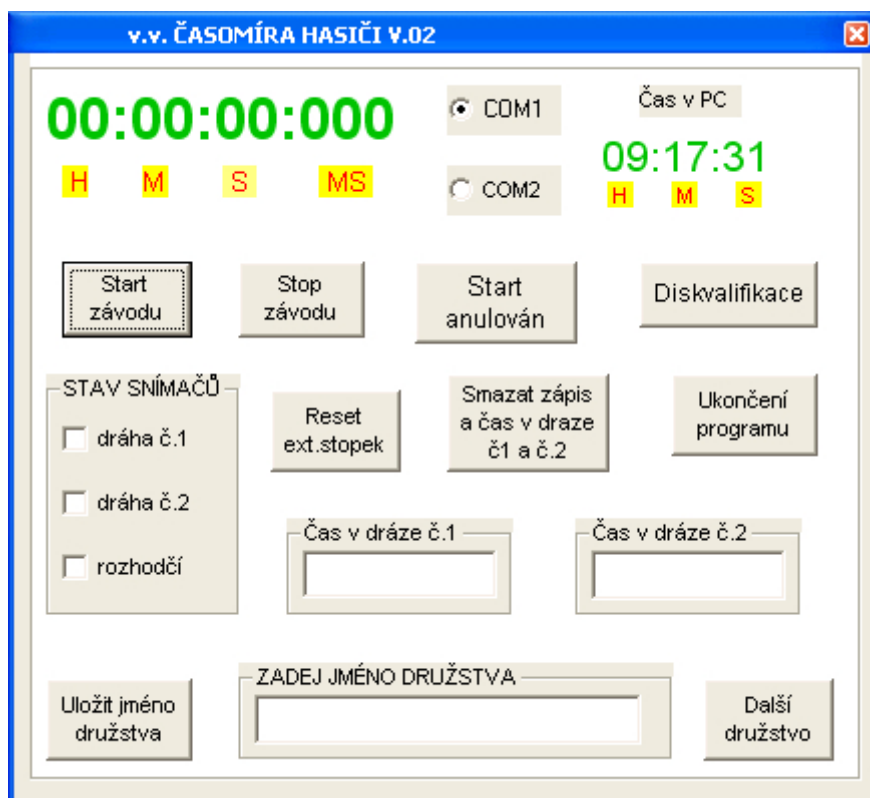 v.v. ČASOMÍRA HASIČI V.02
00:00:00:000
H M S MS
COM1
COM2
Čas v PC
09:17:31
H M S
Start
závodu
Stop
závodu
Start
anulován
Diskvalifikace
STAV SNÍMAČŮ
dráha č.1
dráha č.2
rozhodčí
Reset
ext.stopek
Smazat zápis
a čas v draze
č1 a č.2
Ukončení
programu
Čas v dráze č.1
Čas v dráze č.2
Uložit jméno
družstva
ZADEJ JMÉNO DRUŽSTVA
Další
družstvo